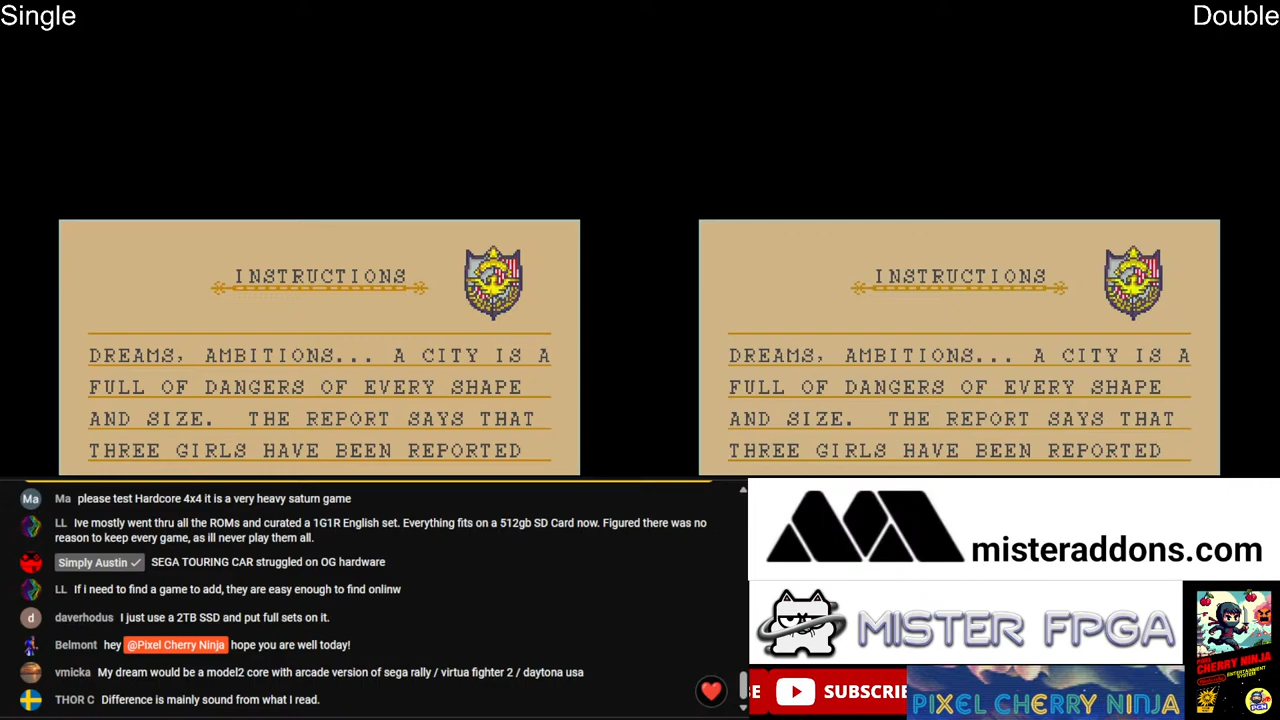 Single
Double
INSTRUCTIONS
DREAMS, AMBITIONS... A CITY IS A
FULL OF DANGERS OF EVERY SHAPE
AND SIZE. THE REPORT SAYS THAT
THREE GIRLS HAVE BEEN REPORTED
INSTRUCTIONS
DREAMS, AMBITIONS... A CITY IS A
FULL OF DANGERS OF EVERY SHAPE
AND SIZE. THE REPORT SAYS THAT
THREE GIRLS HAVE BEEN REPORTED
Ma Ma please test Hardcore 4x4 it is a very heavy saturn game
LL Ive mostly went thru all the ROMs and curated a 1G1R English set. Everything fits on a 512gb SD Card now. Figured there was no
reason to keep every game, as ill never play them all.
Simply Austin SEGA TOURING CAR struggled on OG hardware
LL If i need to find a game to add, they are easy enough to find onlinw
d daverhodus I just use a 2TB SSD and put full sets on it.
Belmont hey @Pixel Cherry Ninja hope you are well today!
vmicka My dream would be a model2 core with arcade version of sega rally / virtua fighter 2 / daytona usa
THOR C Difference is mainly sound from what I read.
misteraddons.com
MISTER FPGA
BE SUBSCRIBE
PIXEL CHERRY NINJA
PIXEL
CHERRY NINJA
ENTERTAINMENT
SYSTEM
PCN